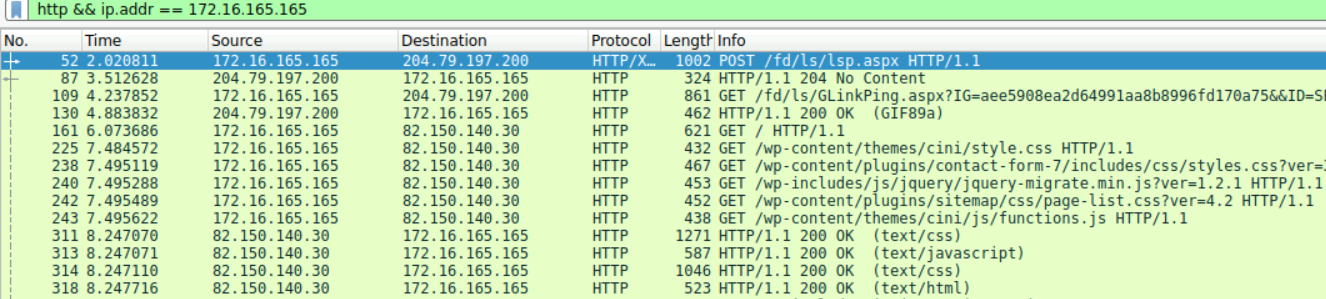 http && ip.addr == 172.16.165.165
No. Time Source Destination Protocol Length Info
52 2.020811 172.16.165.165 204.79.197.200 HTTP/X… 1002 POST /fd/ls/lsp.aspx HTTP/1.1
87 3.512628 204.79.197.200 172.16.165.165 HTTP 324 HTTP/1.1 204 No Content
109 4.237852 172.16.165.165 204.79.197.200 HTTP 861 GET /fd/ls/GLinkPing.aspx?IG=aee5908ea2d64991aa8b8996fd170a75&&ID=S
130 4.883832 204.79.197.200 172.16.165.165 HTTP 462 HTTP/1.1 200 OK (GIF89a)
161 6.073686 172.16.165.165 82.150.140.30 HTTP 621 GET / HTTP/1.1
225 7.484572 172.16.165.165 82.150.140.30 HTTP 432 GET /wp-content/themes/cini/style.css HTTP/1.1
238 7.495119 172.16.165.165 82.150.140.30 HTTP 467 GET /wp-content/plugins/contact-form-7/includes/css/styles.css?ver=
240 7.495288 172.16.165.165 82.150.140.30 HTTP 453 GET /wp-includes/js/jquery/jquery-migrate.min.js?ver=1.2.1 HTTP/1.1
242 7.495489 172.16.165.165 82.150.140.30 HTTP 452 GET /wp-content/plugins/sitemap/css/page-list.css?ver=4.2 HTTP/1.1
243 7.495622 172.16.165.165 82.150.140.30 HTTP 438 GET /wp-content/themes/cini/js/functions.js HTTP/1.1
311 8.247070 82.150.140.30 172.16.165.165 HTTP 1271 HTTP/1.1 200 OK (text/css)
313 8.247071 82.150.140.30 172.16.165.165 HTTP 587 HTTP/1.1 200 OK (text/javascript)
314 8.247110 82.150.140.30 172.16.165.165 HTTP 1046 HTTP/1.1 200 OK (text/css)
318 8.247716 82.150.140.30 172.16.165.165 HTTP 523 HTTP/1.1 200 OK (text/html)